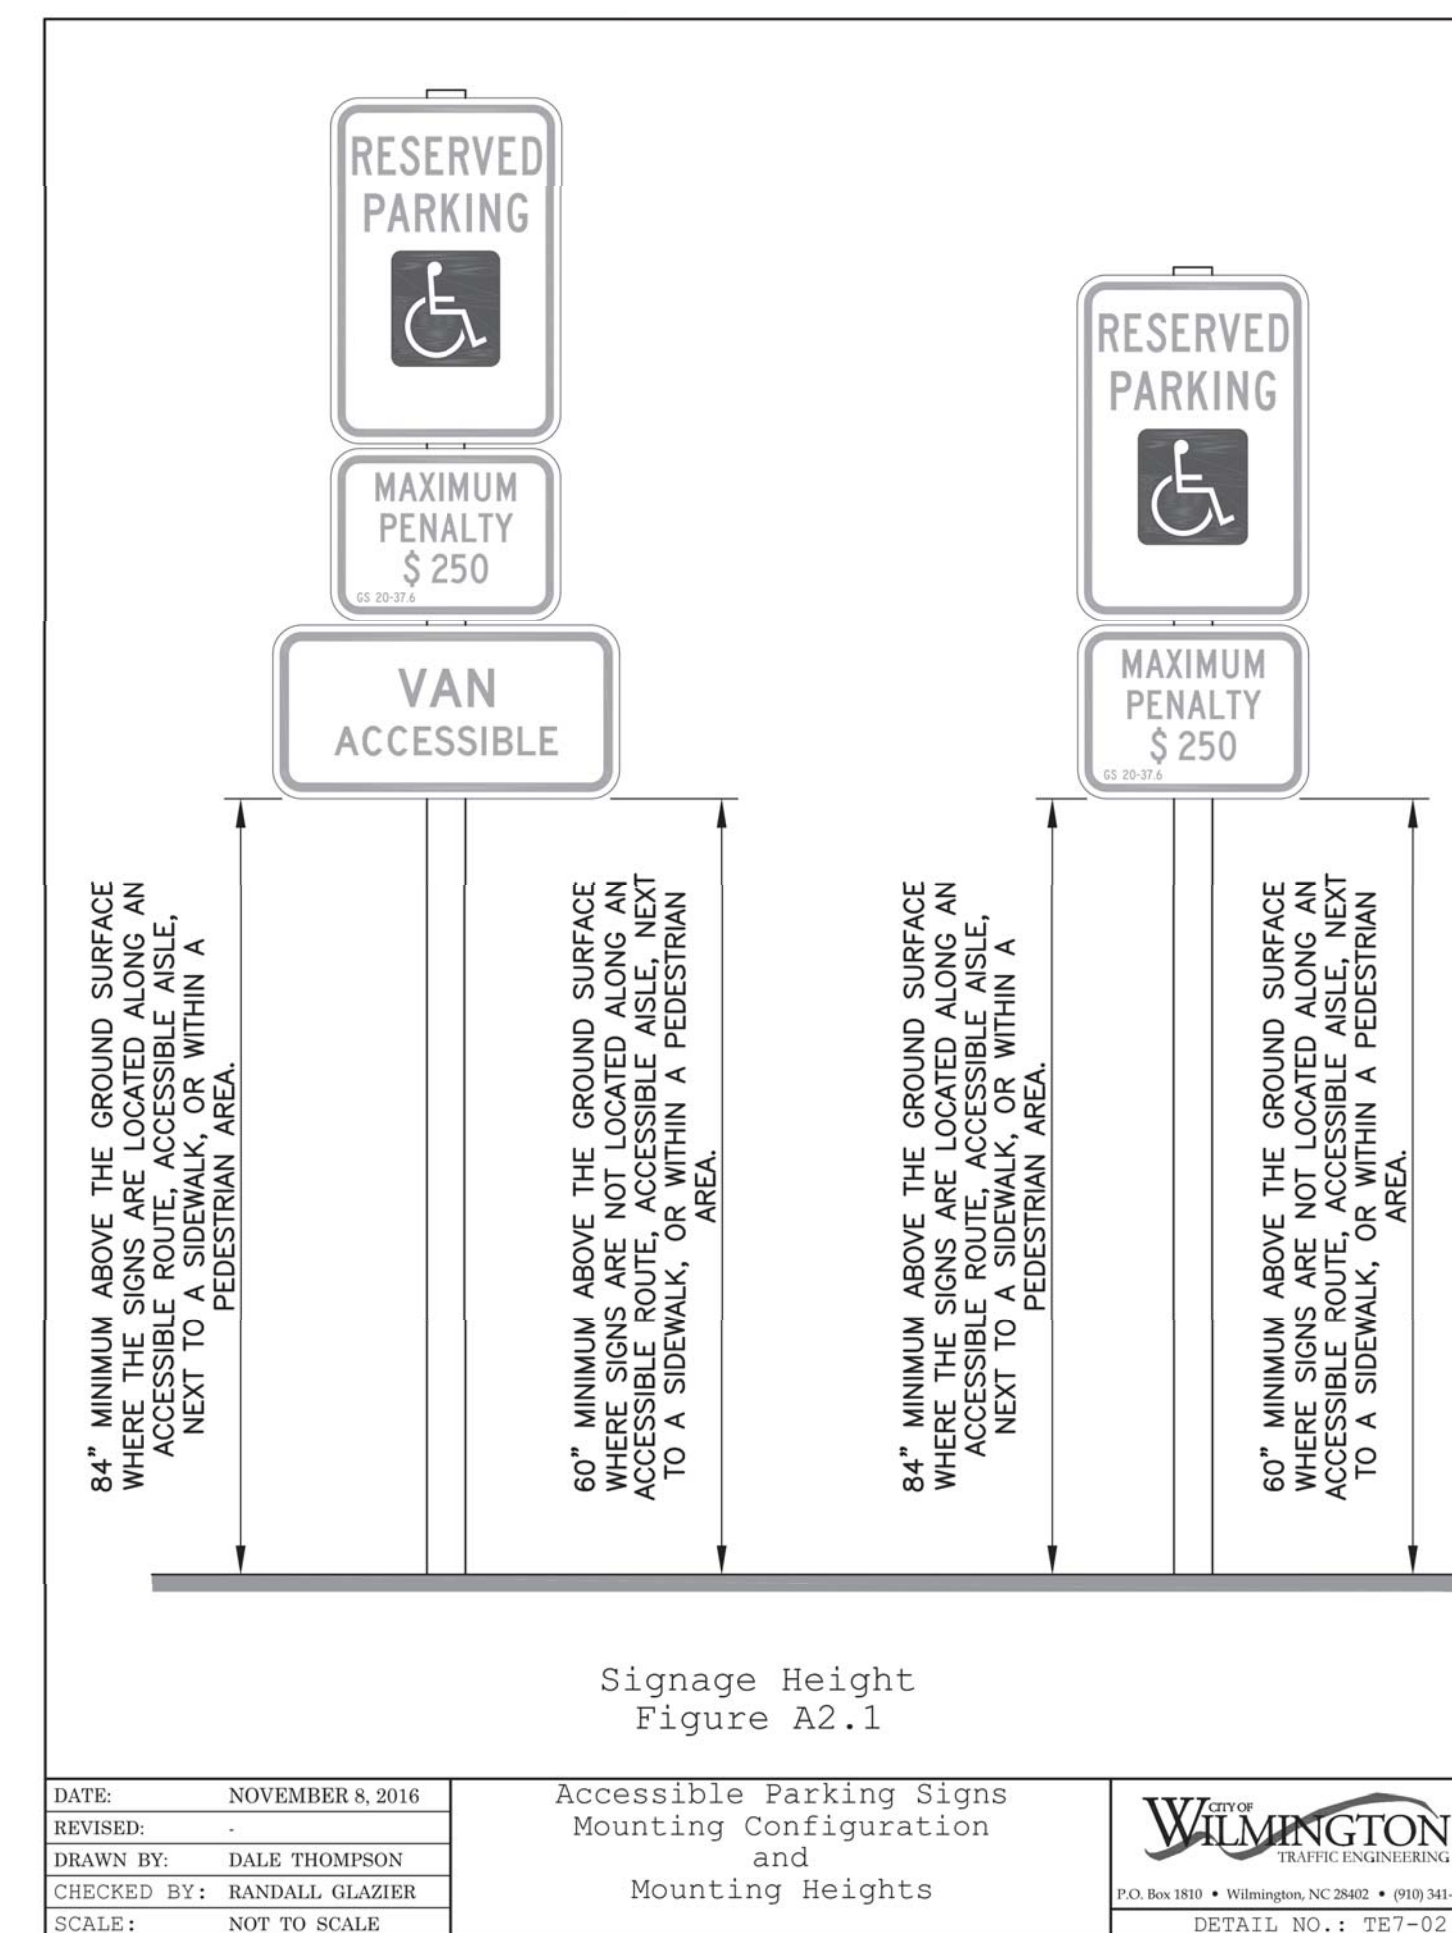 RESERVED
PARKING
MAXIMUM
PENALTY
$ 250
GS 20-37.6
VAN
ACCESSIBLE
RESERVED
PARKING
MAXIMUM
PENALTY
$ 250
GS 20-37.6
84” MINIMUM ABOVE THE GROUND SURFACE
WHERE THE SIGNS ARE LOCATED ALONG AN
ACCESSIBLE ROUTE, ACCESSIBLE AISLE,
NEXT TO A SIDEWALK, OR WITHIN A
PEDESTRIAN AREA.
60” MINIMUM ABOVE THE GROUND SURFACE
WHERE SIGNS ARE NOT LOCATED ALONG AN
ACCESSIBLE ROUTE, ACCESSIBLE AISLE, NEXT
TO A SIDEWALK, OR WITHIN A PEDESTRIAN
AREA.
84” MINIMUM ABOVE THE GROUND SURFACE
WHERE THE SIGNS ARE LOCATED ALONG AN
ACCESSIBLE ROUTE, ACCESSIBLE AISLE,
NEXT TO A SIDEWALK, OR WITHIN A
PEDESTRIAN AREA.
60” MINIMUM ABOVE THE GROUND SURFACE
WHERE SIGNS ARE NOT LOCATED ALONG AN
ACCESSIBLE ROUTE, ACCESSIBLE AISLE, NEXT
TO A SIDEWALK, OR WITHIN A PEDESTRIAN
AREA.
Signage Height
Figure A2.1
DATE: NOVEMBER 8, 2016
REVISED: -
DRAWN BY: DALE THOMPSON
CHECKED BY: RANDALL GLAZIER
SCALE: NOT TO SCALE
Accessible Parking Signs
Mounting Configuration
and
Mounting Heights
CITY OF
WILMINGTON
TRAFFIC ENGINEERING
P.O. Box 1810 • Wilmington, NC 28402 • (910) 341-
DETAIL NO.: TE7-02